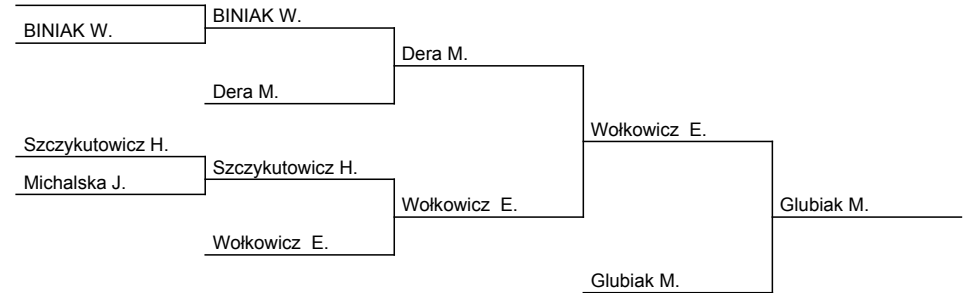 BINIAK W.
BINIAK W.
Dera M.
Dera M.
Szczykutowicz H.
Michalska J.
Szczykutowicz H.
Wołkowicz E.
Wołkowicz E.
Wołkowicz E.
Glubiak M.
Glubiak M.